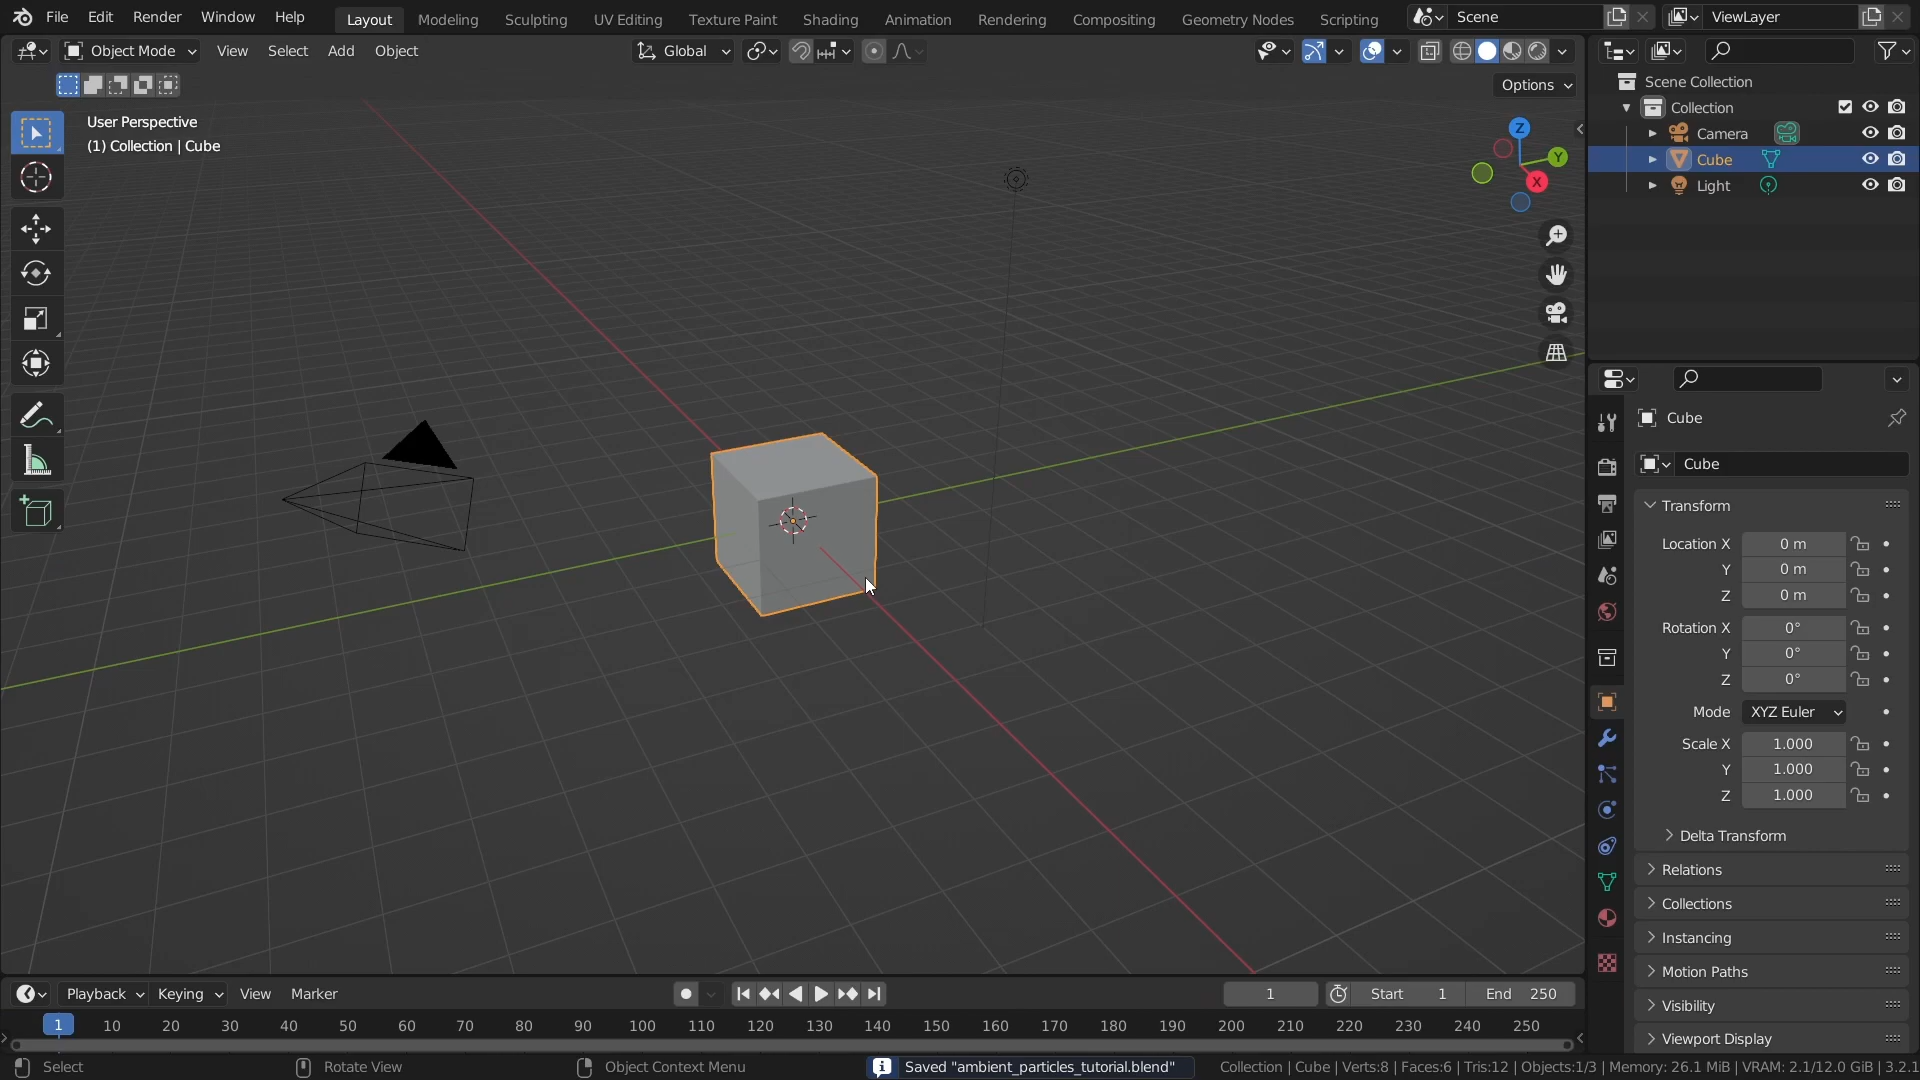 File Edit Render Window Help Layout Modeling Sculpting UV Editing Texture Paint Shading Animation Rendering Compositing Geometry Nodes Scripting Scene ViewLayer
Object Mode View Select Add Object Global
Options
User Perspective
(1) Collection | Cube
Z
Y
X
Scene Collection
Collection
Camera
Cube
Light
Cube
Cube
Transform
Location X 0 m
Y 0 m
Z 0 m
Rotation X 0°
Y 0°
Z 0°
Mode XYZ Euler
Scale X 1.000
Y 1.000
Z 1.000
Delta Transform
Relations
Collections
Instancing
Motion Paths
Visibility
Viewport Display
Playback Keying View Marker 1 Start 1 End 250
1 10 20 30 40 50 60 70 80 90 100 110 120 130 140 150 160 170 180 190 200 210 220 230 240 250
Select Rotate View Object Context Menu Saved "ambient_particles_tutorial.blend" Collection | Cube | Verts:8 | Faces:6 | Tris:12 | Objects:1/3 | Memory: 26.1 MiB | VRAM: 2.1/12.0 GiB | 3.2.1